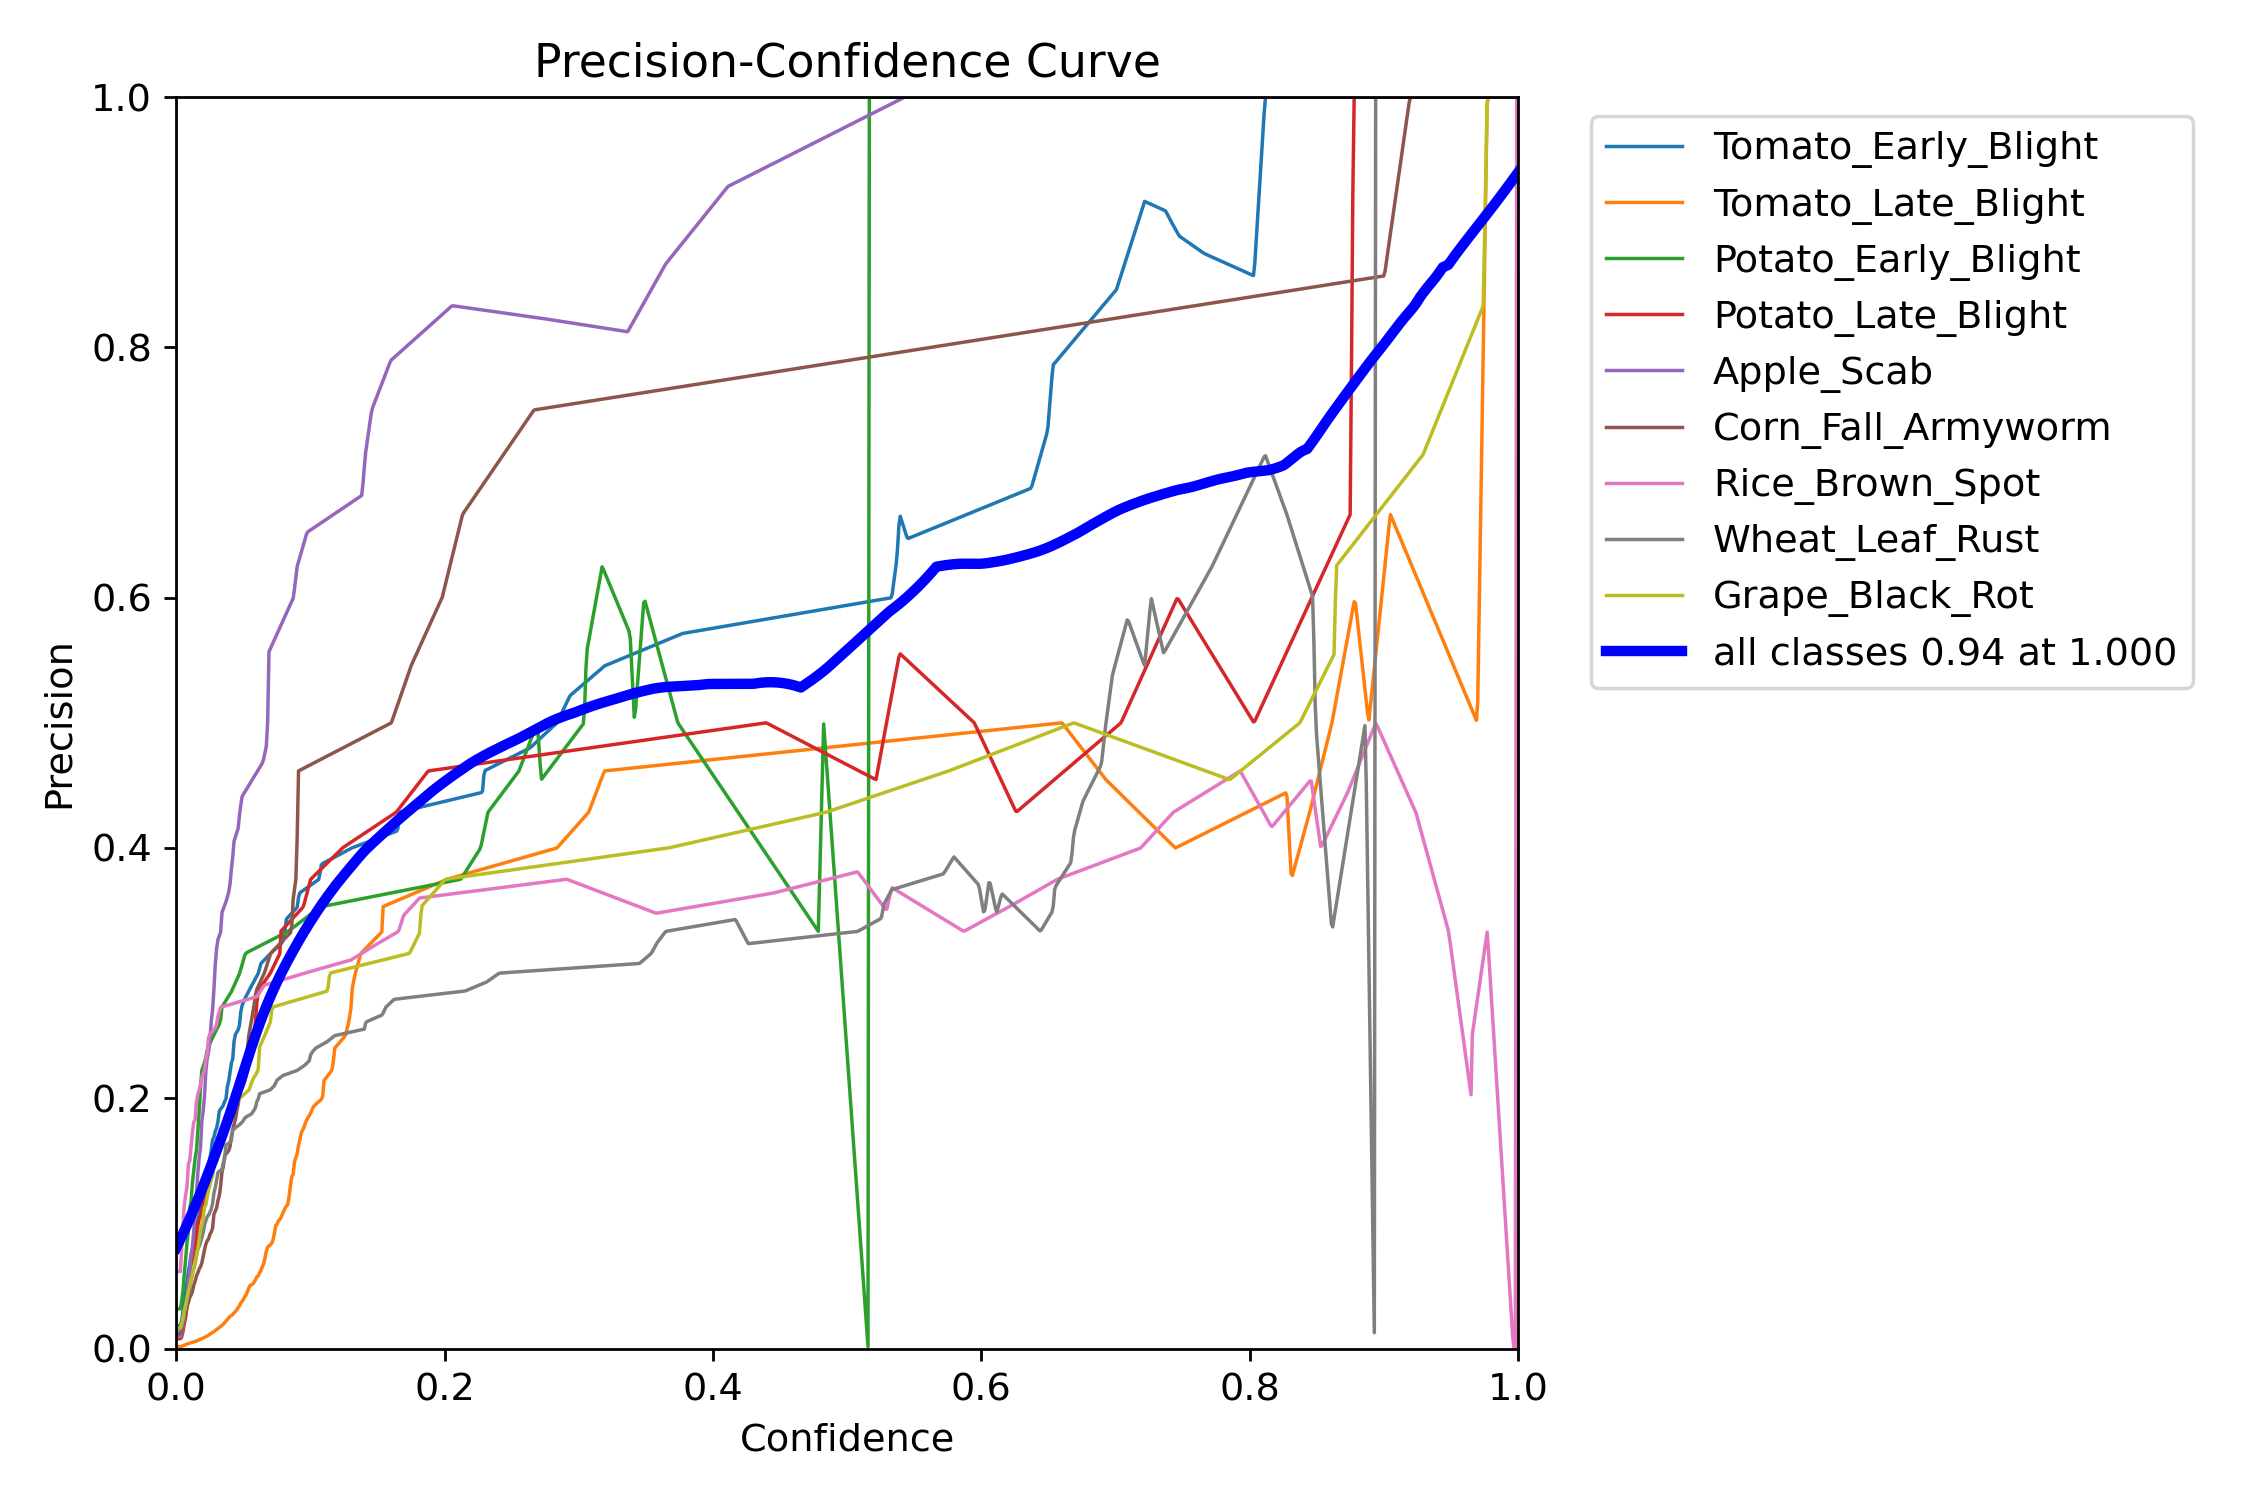 Precision-Confidence Curve
1.0
0.8
0.6
0.4
0.2
0.0
Precision
0.0 0.2 0.4 0.6 0.8 1.0
Confidence
Tomato_Early_Blight
Tomato_Late_Blight
Potato_Early_Blight
Potato_Late_Blight
Apple_Scab
Corn_Fall_Armyworm
Rice_Brown_Spot
Wheat_Leaf_Rust
Grape_Black_Rot
all classes 0.94 at 1.000